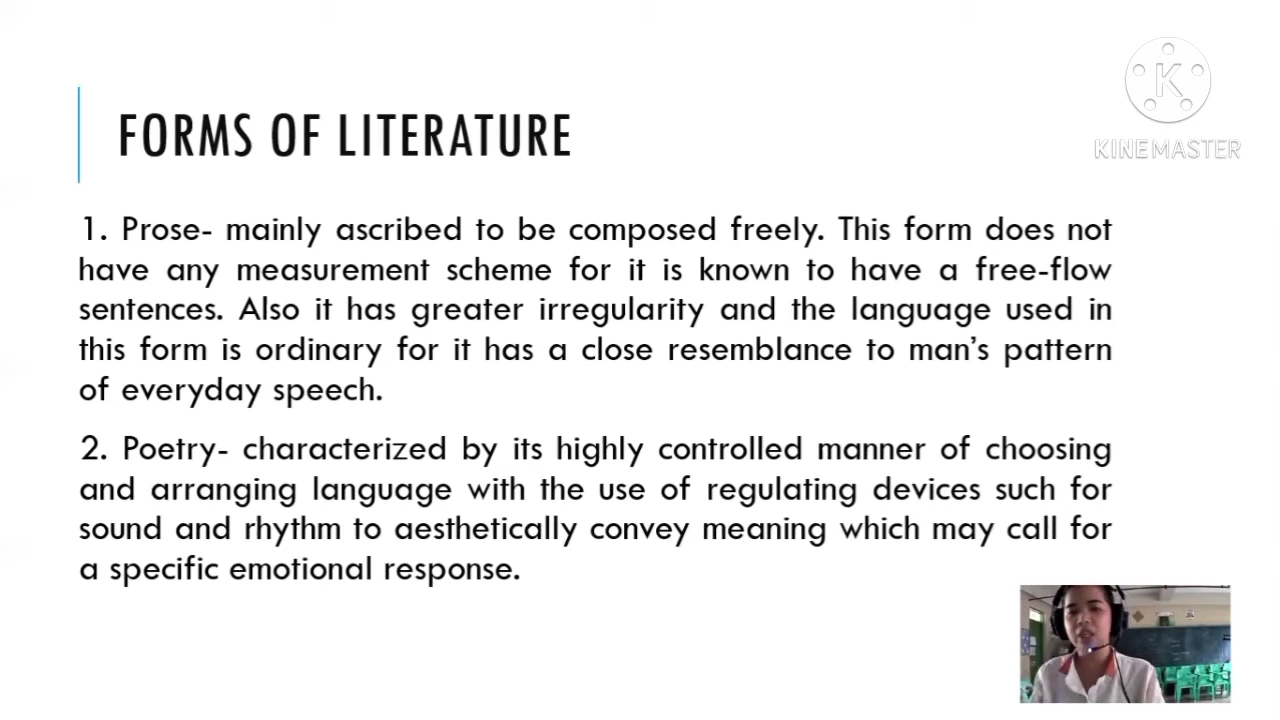 K
KINEMASTER
FORMS OF LITERATURE
1. Prose- mainly ascribed to be composed freely. This form does not
have any measurement scheme for it is known to have a free-flow
sentences. Also it has greater irregularity and the language used in
this form is ordinary for it has a close resemblance to man's pattern
of everyday speech.
2. Poetry- characterized by its highly controlled manner of choosing
and arranging language with the use of regulating devices such for
sound and rhythm to aesthetically convey meaning which may call for
a specific emotional response.